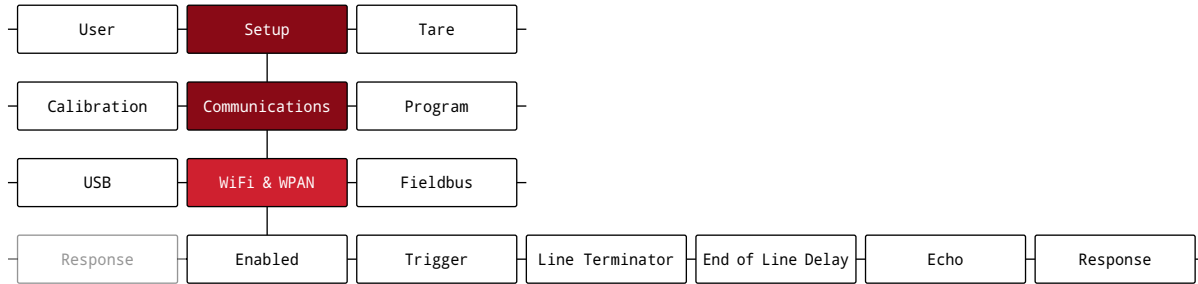 User Setup Tare
Calibration Communications Program
USB WiFi & WPAN Fieldbus
Response Enabled Trigger Line Terminator End of Line Delay Echo Response